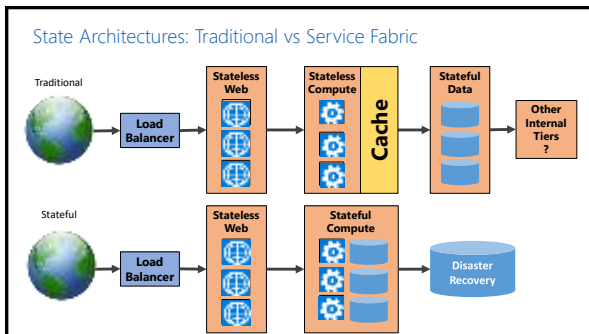 State Architectures: Traditional vs Service Fabric
Traditional
Load
Balancer
Stateless
Web
Stateless
Compute
Cache
Stateful
Data
Other
Internal
Tiers
?
Stateful
Load
Balancer
Stateless
Web
Stateful
Compute
Disaster
Recovery